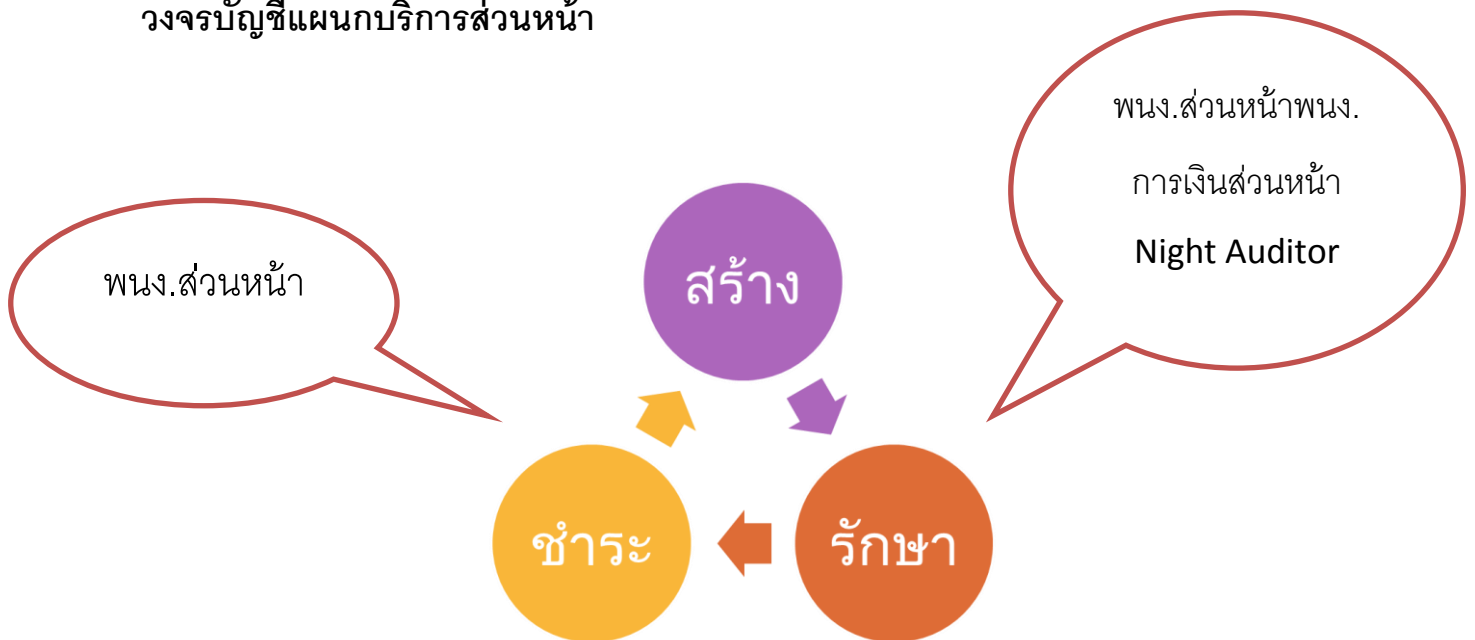 วงจรบัญชีแผนกบริการส่วนหน้า
พนง.ส่วนหน้าพนง.
การเงินส่วนหน้า
Night Auditor
พนง.ส่วนหน้า
สร้าง
ชำระ
รักษา